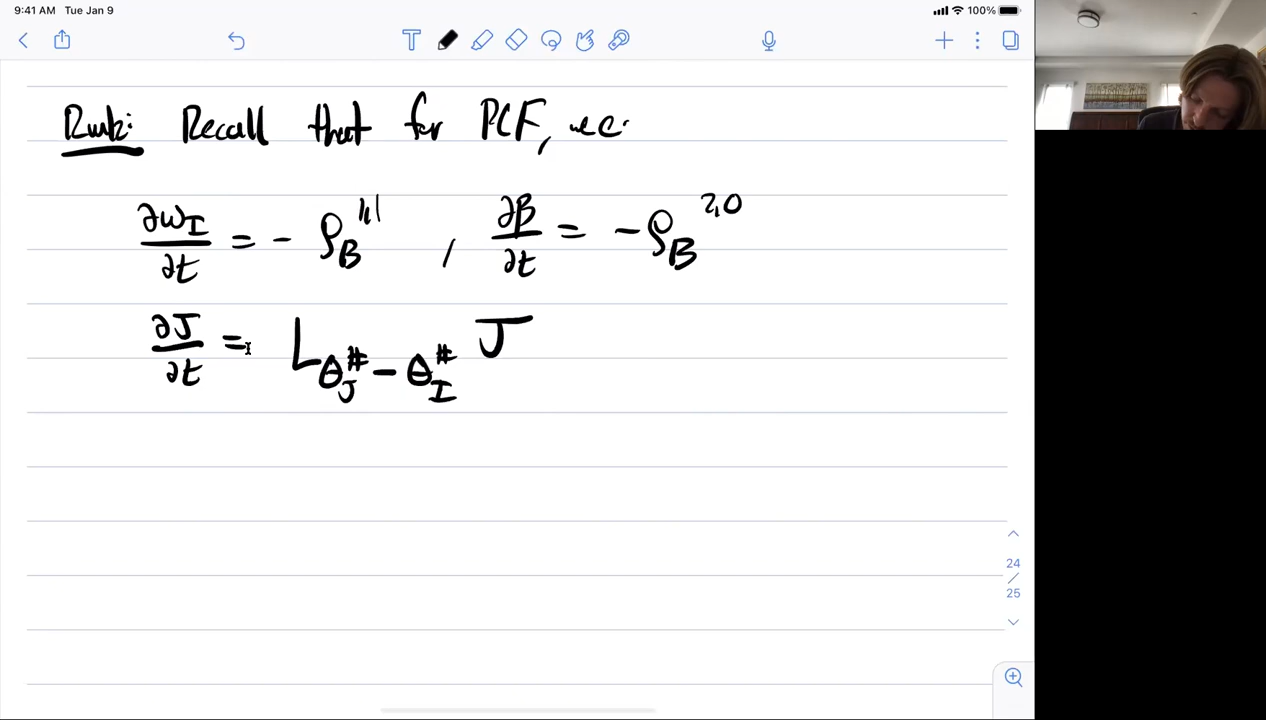 9:41 AM Tue Jan 9 100%
Rmk: Recall that for PCF, we
∂ω_I/∂t = - ρ_B^{1,1} , ∂β/∂t = - ρ_B^{2,0}
∂J/∂t = L_{θ_J^# - θ_I^#} J
24
/
25